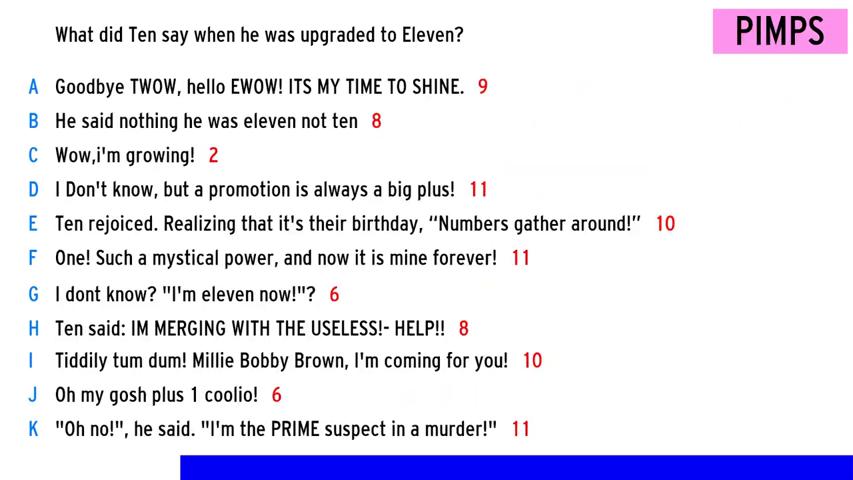 What did Ten say when he was upgraded to Eleven?
PIMPS
A Goodbye TWOW, hello EWOW! ITS MY TIME TO SHINE. 9
B He said nothing he was eleven not ten 8
C Wow,i'm growing! 2
D I Don't know, but a promotion is always a big plus! 11
E Ten rejoiced. Realizing that it's their birthday, “Numbers gather around!” 10
F One! Such a mystical power, and now it is mine forever! 11
G I dont know? "I'm eleven now!"? 6
H Ten said: IM MERGING WITH THE USELESS!- HELP!! 8
I Tiddily tum dum! Millie Bobby Brown, I'm coming for you! 10
J Oh my gosh plus 1 coolio! 6
K "Oh no!", he said. "I'm the PRIME suspect in a murder!" 11